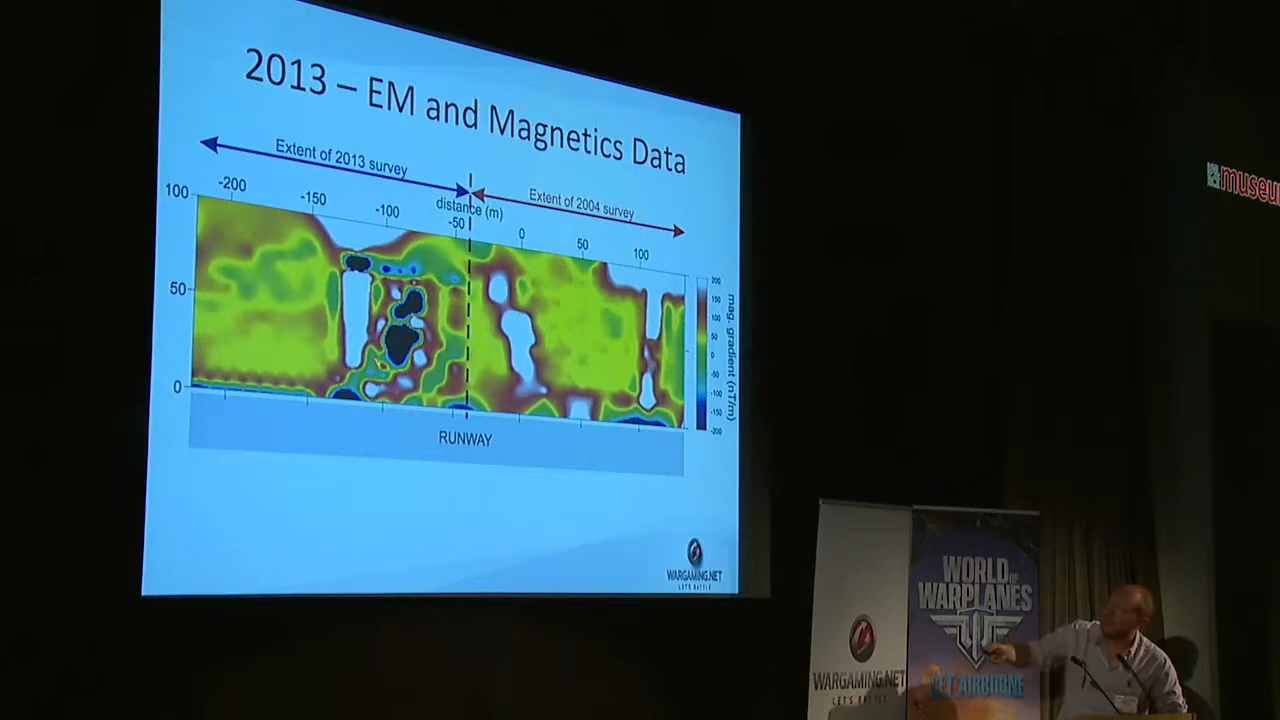 2013 – EM and Magnetics Data
Extent of 2013 survey
Extent of 2004 survey
distance (m)
-200
-150
-100
-50
0
50
100
100
50
0
200
150
100
50
0
-50
-100
-150
-200
mag. gradient (nT/m)
RUNWAY
WARGAMING.NET
LET'S BATTLE
museu
WORLD OF
WARPLANES
GET AIRBORNE
WARGAMING.NET
LET'S BATTLE